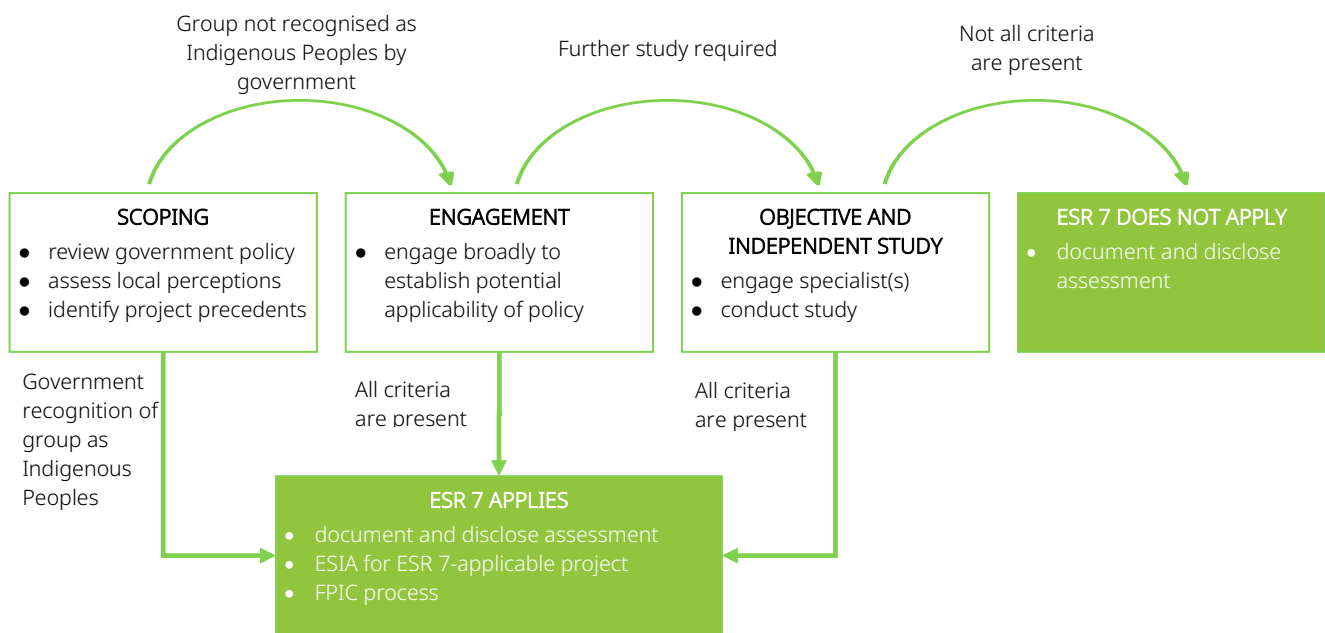 Group not recognised as
Indigenous Peoples by
government
Further study required
Not all criteria
are present
SCOPING
● review government policy
● assess local perceptions
● identify project precedents
ENGAGEMENT
● engage broadly to
establish potential
applicability of policy
OBJECTIVE AND
INDEPENDENT STUDY
● engage specialist(s)
● conduct study
ESR 7 DOES NOT APPLY
● document and disclose
assessment
Government
recognition of
group as
Indigenous
Peoples
All criteria
are present
All criteria
are present
ESR 7 APPLIES
● document and disclose assessment
● ESIA for ESR 7-applicable project
● FPIC process